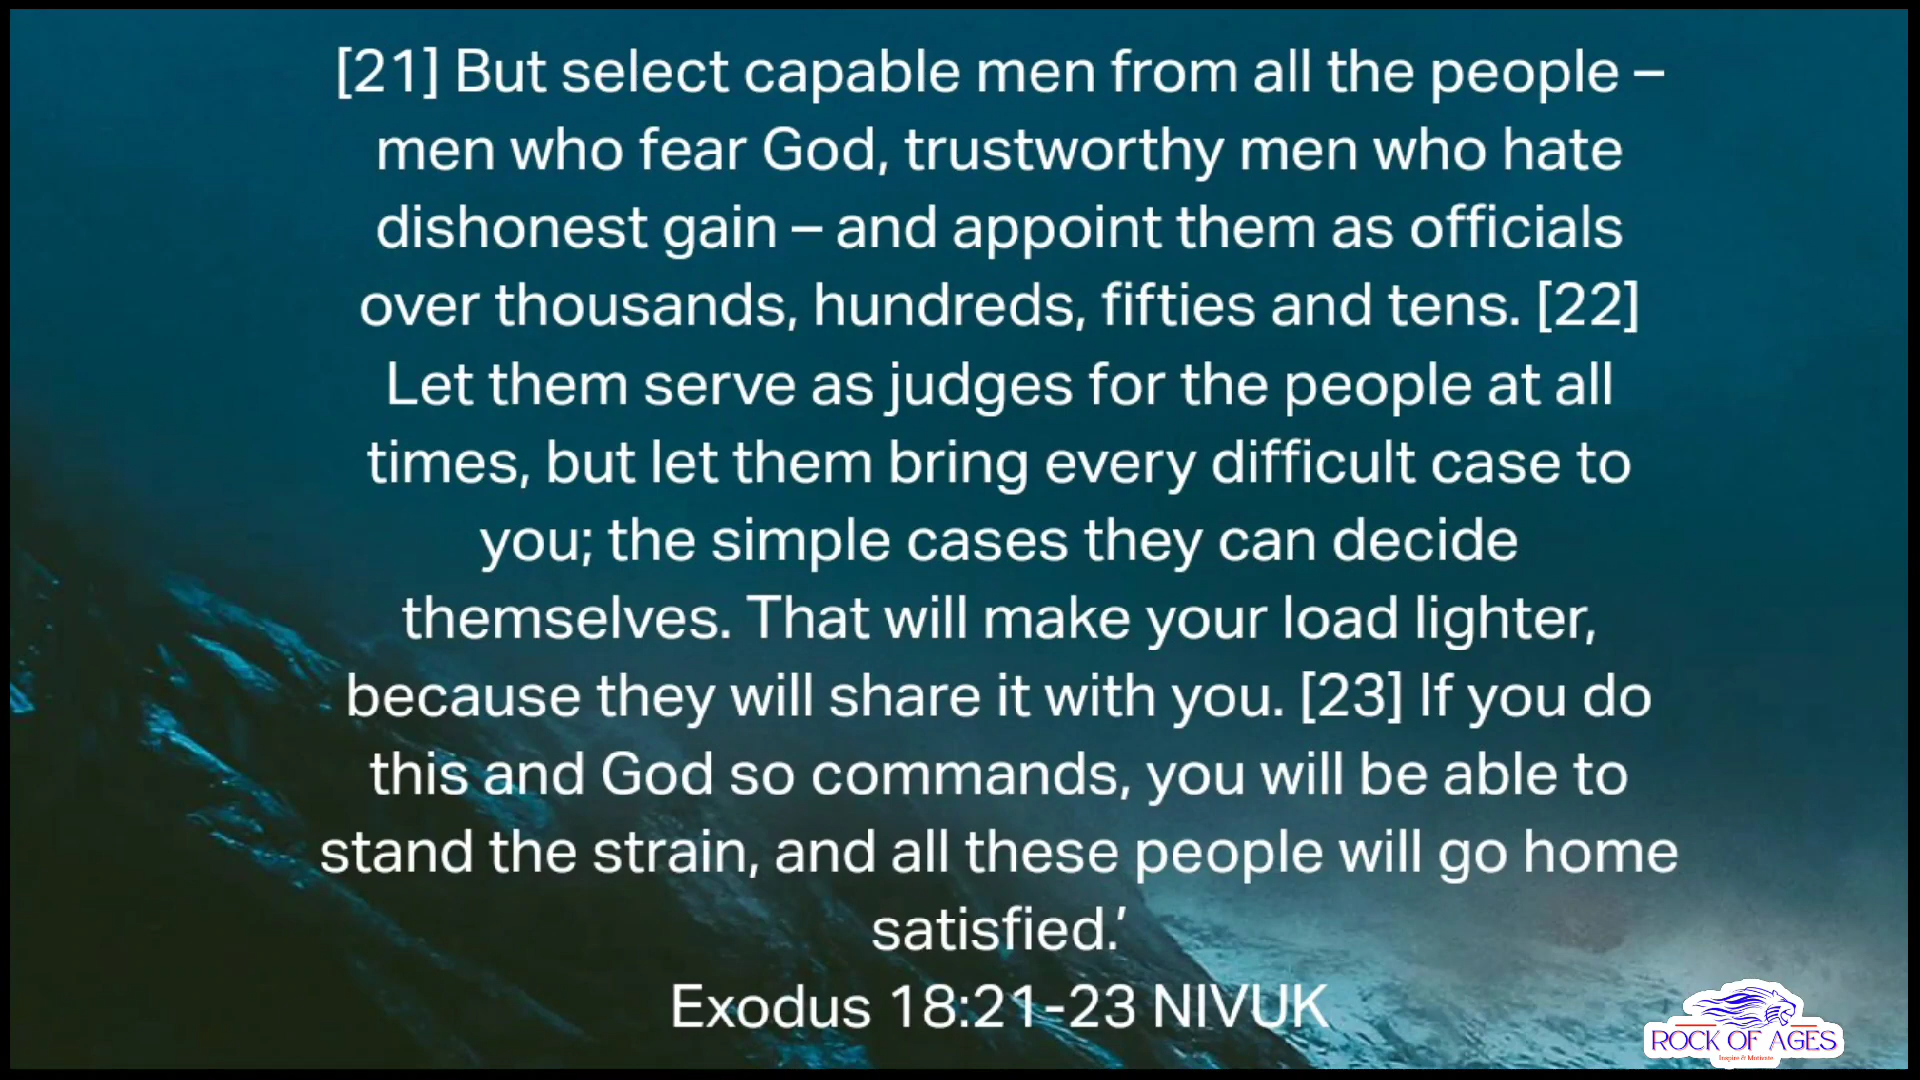 [21] But select capable men from all the people –
men who fear God, trustworthy men who hate
dishonest gain – and appoint them as officials
over thousands, hundreds, fifties and tens. [22]
Let them serve as judges for the people at all
times, but let them bring every difficult case to
you; the simple cases they can decide
themselves. That will make your load lighter,
because they will share it with you. [23] If you do
this and God so commands, you will be able to
stand the strain, and all these people will go home
satisfied.’
Exodus 18:21-23 NIVUK
ROCK OF AGES
Inspire & Motivate